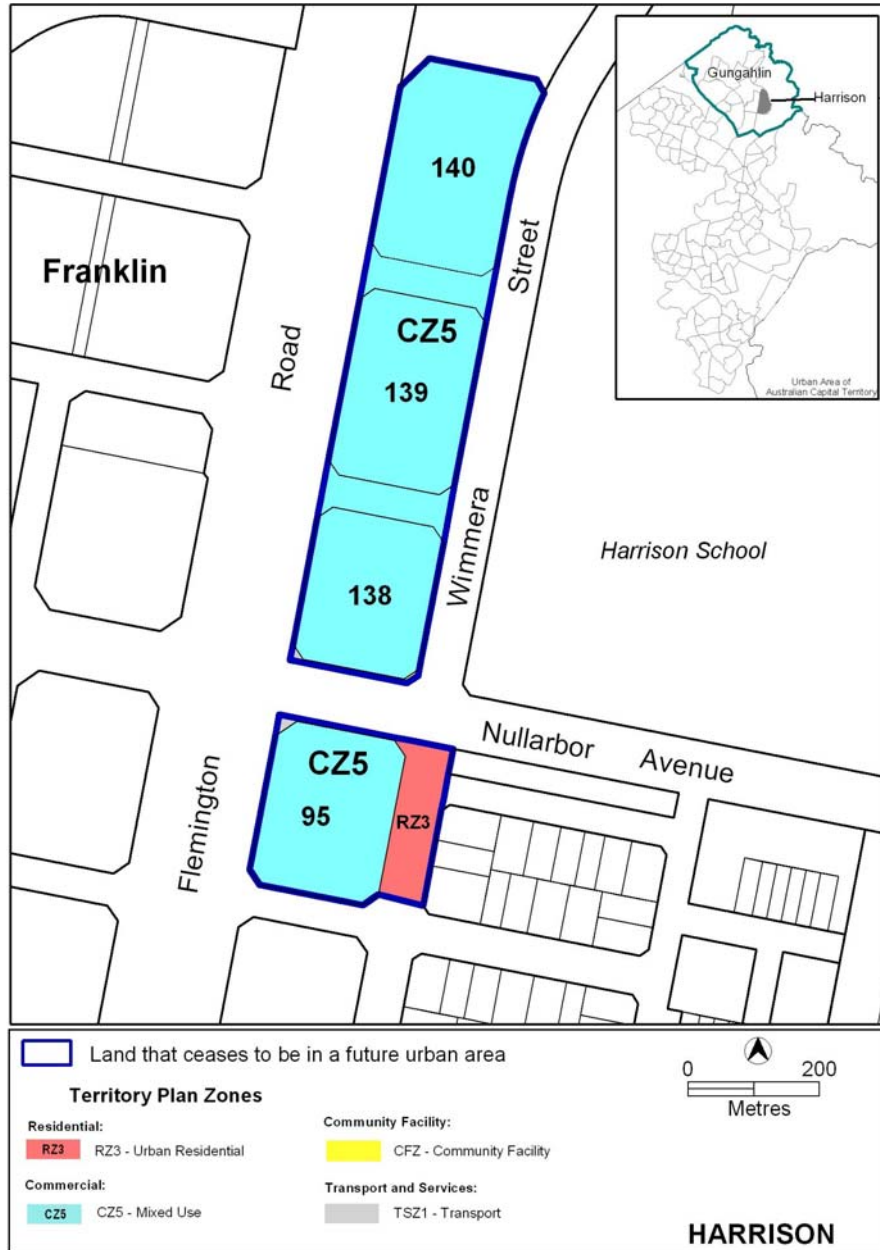 Gungahlin
Harrison
Urban Area of
Australian Capital Territory
140
Street
Franklin
CZ5
Road
139
Wimmera
Harrison School
138
Nullarbor Avenue
CZ5
95
RZ3
Flemington
Land that ceases to be in a future urban area
0 200
Metres
Territory Plan Zones
Residential:
RZ3 RZ3 - Urban Residential
Community Facility:
CFZ - Community Facility
Commercial:
CZ5 CZ5 - Mixed Use
Transport and Services:
TSZ1 - Transport
HARRISON